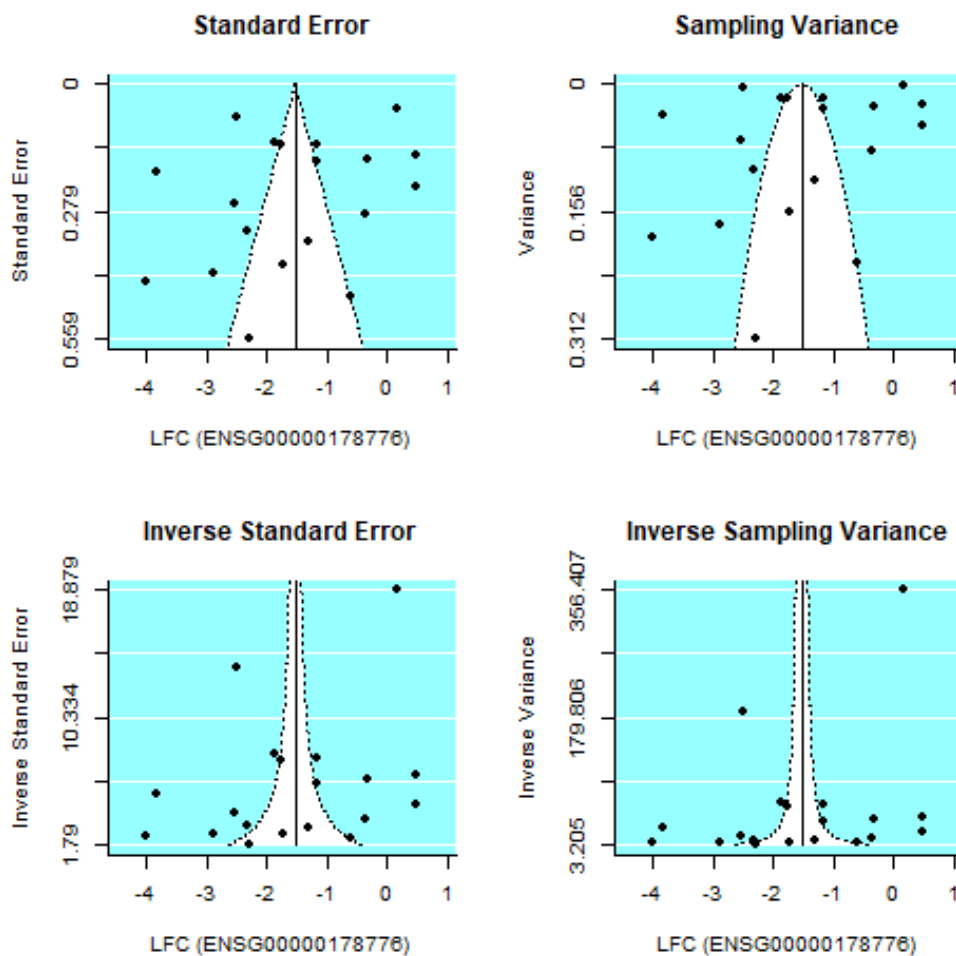 Standard Error
Standard Error
0
0.279
0.559
-4 -3 -2 -1 0 1
LFC (ENSG00000178776)
Sampling Variance
Variance
0
0.156
0.312
-4 -3 -2 -1 0 1
LFC (ENSG00000178776)
Inverse Standard Error
Inverse Standard Error
18.879
10.334
1.79
-4 -3 -2 -1 0 1
LFC (ENSG00000178776)
Inverse Sampling Variance
Inverse Variance
356.407
179.806
3.205
-4 -3 -2 -1 0 1
LFC (ENSG00000178776)